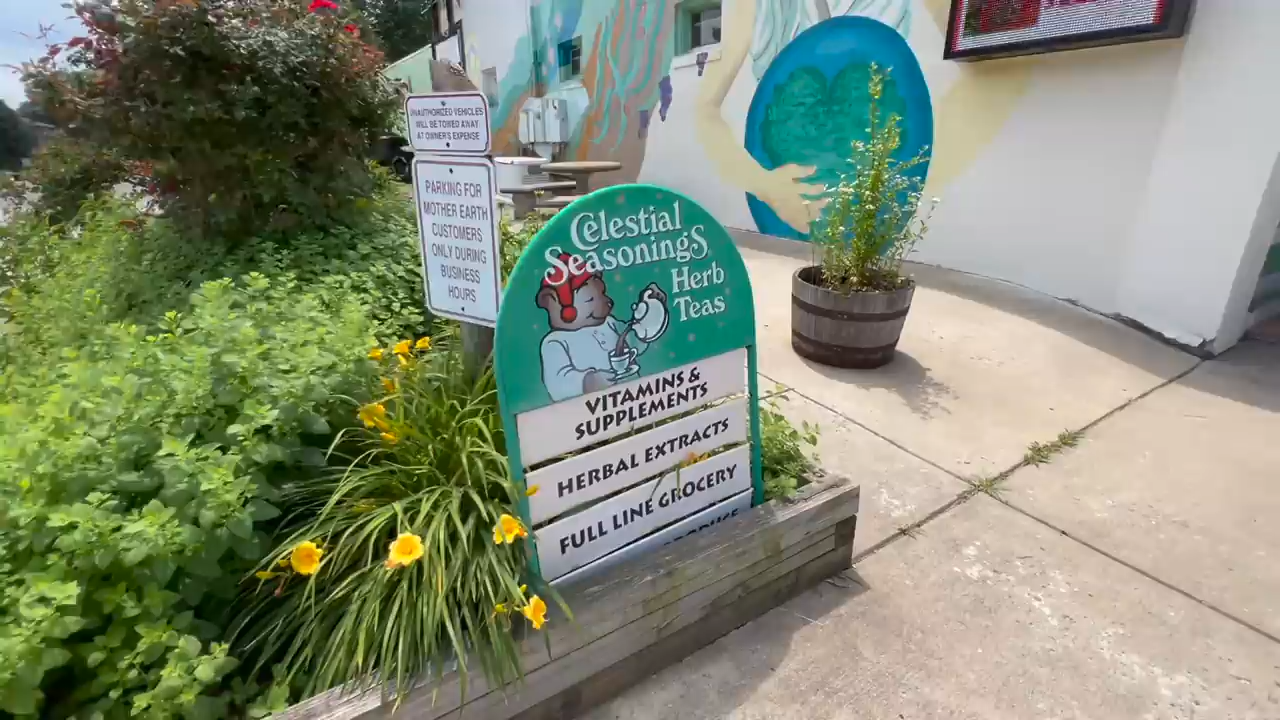 UNAUTHORIZED VEHICLES
WILL BE TOWED AWAY
AT OWNER'S EXPENSE
PARKING FOR
MOTHER EARTH
CUSTOMERS
ONLY DURING
BUSINESS
HOURS
Celestial
Seasonings
Herb
Teas
VITAMINS &
SUPPLEMENTS
HERBAL EXTRACTS
FULL LINE GROCERY